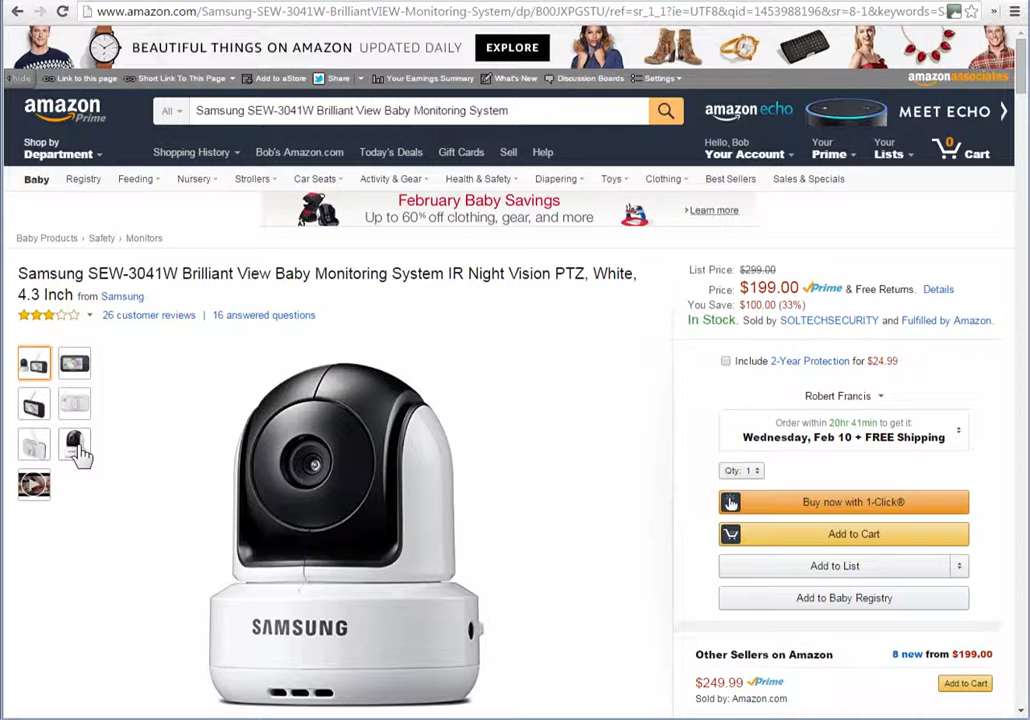 www.amazon.com/Samsung-SEW-3041W-BrilliantVIEW-Monitoring-System/dp/B00JXPGSTU/ref=sr_1_1?ie=UTF8&qid=1453988196&sr=8-1&keywords=S
BEAUTIFUL THINGS ON AMAZON UPDATED DAILY EXPLORE
hide Link to this page Short Link To This Page Add to aStore Share Your Earnings Summary What's New Discussion Boards Settings amazonassociates
amazon Prime
All Samsung SEW-3041W Brilliant View Baby Monitoring System
amazon echo MEET ECHO
Shop by
Department
Shopping History Bob's Amazon.com Today's Deals Gift Cards Sell Help
Hello, Bob
Your Account
Your
Prime
Your
Lists
0
Cart
Baby Registry Feeding Nursery Strollers Car Seats Activity & Gear Health & Safety Diapering Toys Clothing Best Sellers Sales & Specials
February Baby Savings
Up to 60% off clothing, gear, and more
Learn more
Baby Products › Safety › Monitors
Samsung SEW-3041W Brilliant View Baby Monitoring System IR Night Vision PTZ, White,
4.3 Inch from Samsung
26 customer reviews | 16 answered questions
SAMSUNG
List Price: $299.00
Price: $199.00 Prime & Free Returns. Details
You Save: $100.00 (33%)
In Stock. Sold by SOLTECHSECURITY and Fulfilled by Amazon.
Include 2-Year Protection for $24.99
Robert Francis
Order within 20hr 41min to get it:
Wednesday, Feb 10 + FREE Shipping
Qty: 1
Buy now with 1-Click®
Add to Cart
Add to List
Add to Baby Registry
Other Sellers on Amazon 8 new from $199.00
$249.99 Prime
Add to Cart
Sold by: Amazon.com